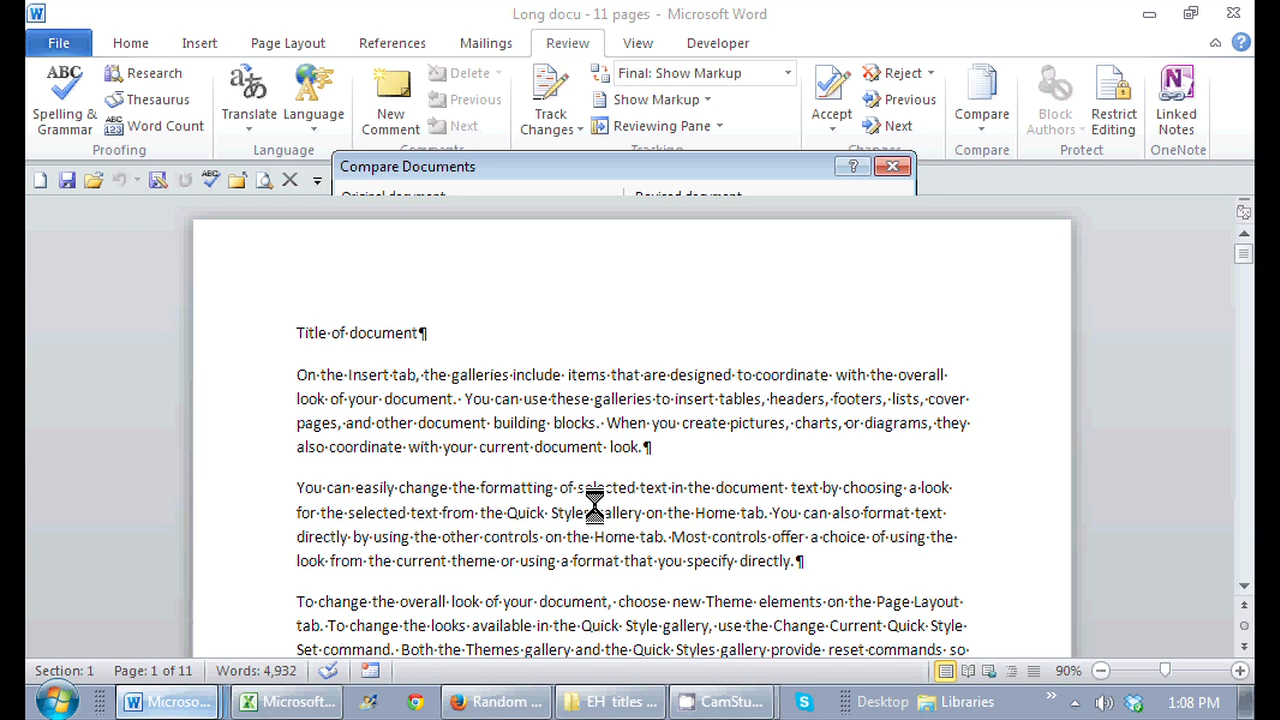 Long docu - 11 pages - Microsoft Word
File Home Insert Page Layout References Mailings Review View Developer
ABC Spelling & Grammar
Research
Thesaurus
ABC 123 Word Count
Proofing
Translate
Language
Language
New Comment
Delete
Previous
Next
Comments
Track Changes
Final: Show Markup
Show Markup
Reviewing Pane
Tracking
Accept
Reject
Previous
Next
Changes
Compare
Compare
Block Authors
Restrict Editing
Protect
Linked Notes
OneNote
Compare Documents
Original document Revised document
Title·of·document¶
On·the·Insert·tab,·the·galleries·include·items·that·are·designed·to·coordinate·with·the·overall·
look·of·your·document.·You·can·use·these·galleries·to·insert·tables,·headers,·footers,·lists,·cover·
pages,·and·other·document·building·blocks.·When·you·create·pictures,·charts,·or·diagrams,·they·
also·coordinate·with·your·current·document·look.¶
You·can·easily·change·the·formatting·of·selected·text·in·the·document·text·by·choosing·a·look·
for·the·selected·text·from·the·Quick·Styles·gallery·on·the·Home·tab.·You·can·also·format·text·
directly·by·using·the·other·controls·on·the·Home·tab.·Most·controls·offer·a·choice·of·using·the·
look·from·the·current·theme·or·using·a·format·that·you·specify·directly.¶
To·change·the·overall·look·of·your·document,·choose·new·Theme·elements·on·the·Page·Layout·
tab.·To·change·the·looks·available·in·the·Quick·Style·gallery,·use·the·Change·Current·Quick·Style·
Set·command.·Both·the·Themes·gallery·and·the·Quick·Styles·gallery·provide·reset·commands·so·
Section: 1 Page: 1 of 11 Words: 4,932 90%
Microso... Microsoft... Random ... EH titles ... CamStu... Desktop Libraries 1:08 PM